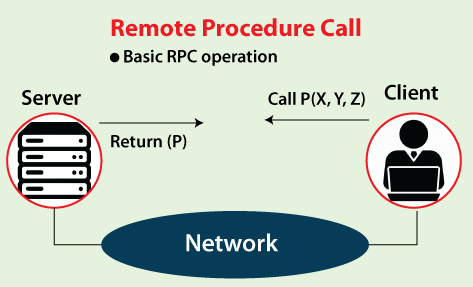 Remote Procedure Call
● Basic RPC operation
Server
Call P(X, Y, Z)
Client
Return (P)
Network